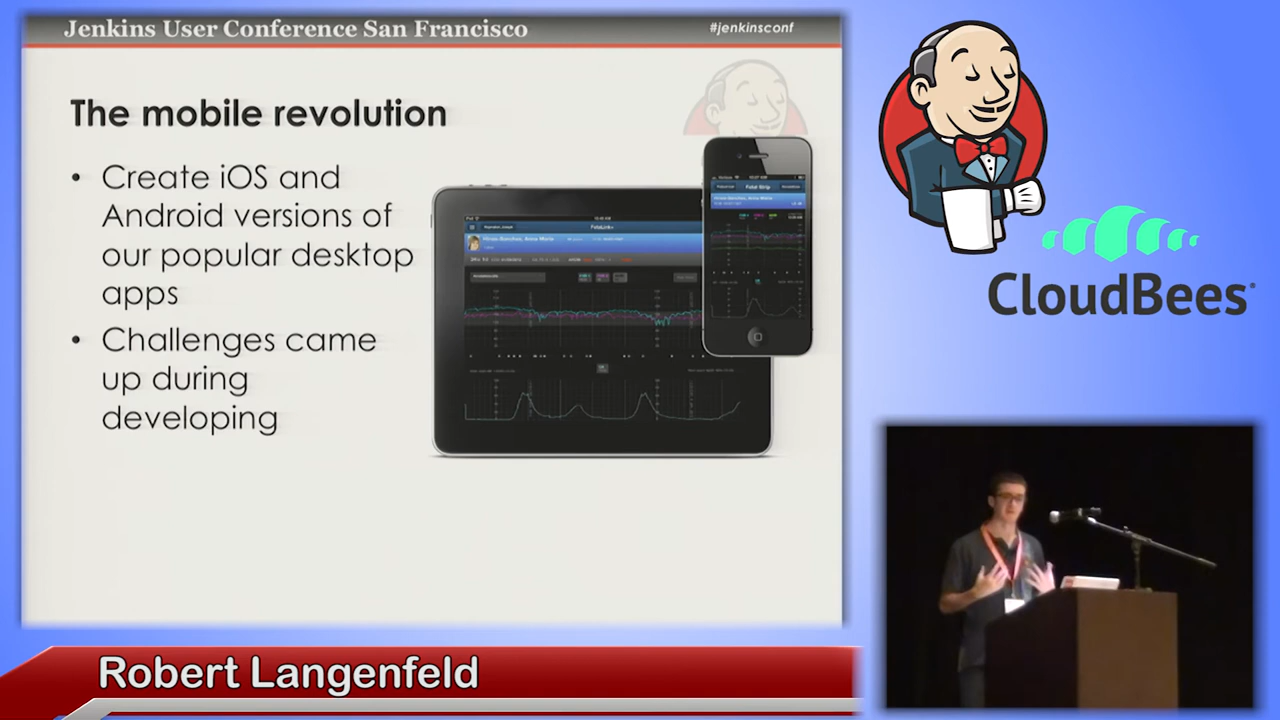 Jenkins User Conference San Francisco
#jenkinsconf
The mobile revolution
• Create iOS and
Android versions of
our popular desktop
apps
• Challenges came
up during
developing
CloudBees
Robert Langenfeld